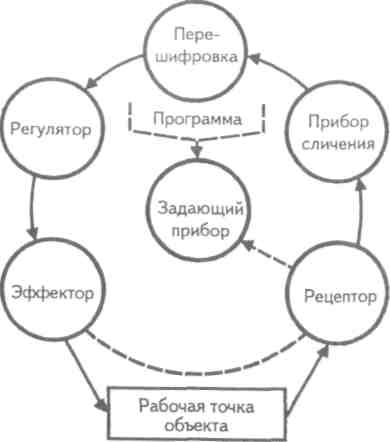 Пере-
шифровка
Регулятор
Программа
Прибор
сличения
Задающий
прибор
Эффектор
Рецептор
Рабочая точка
объекта